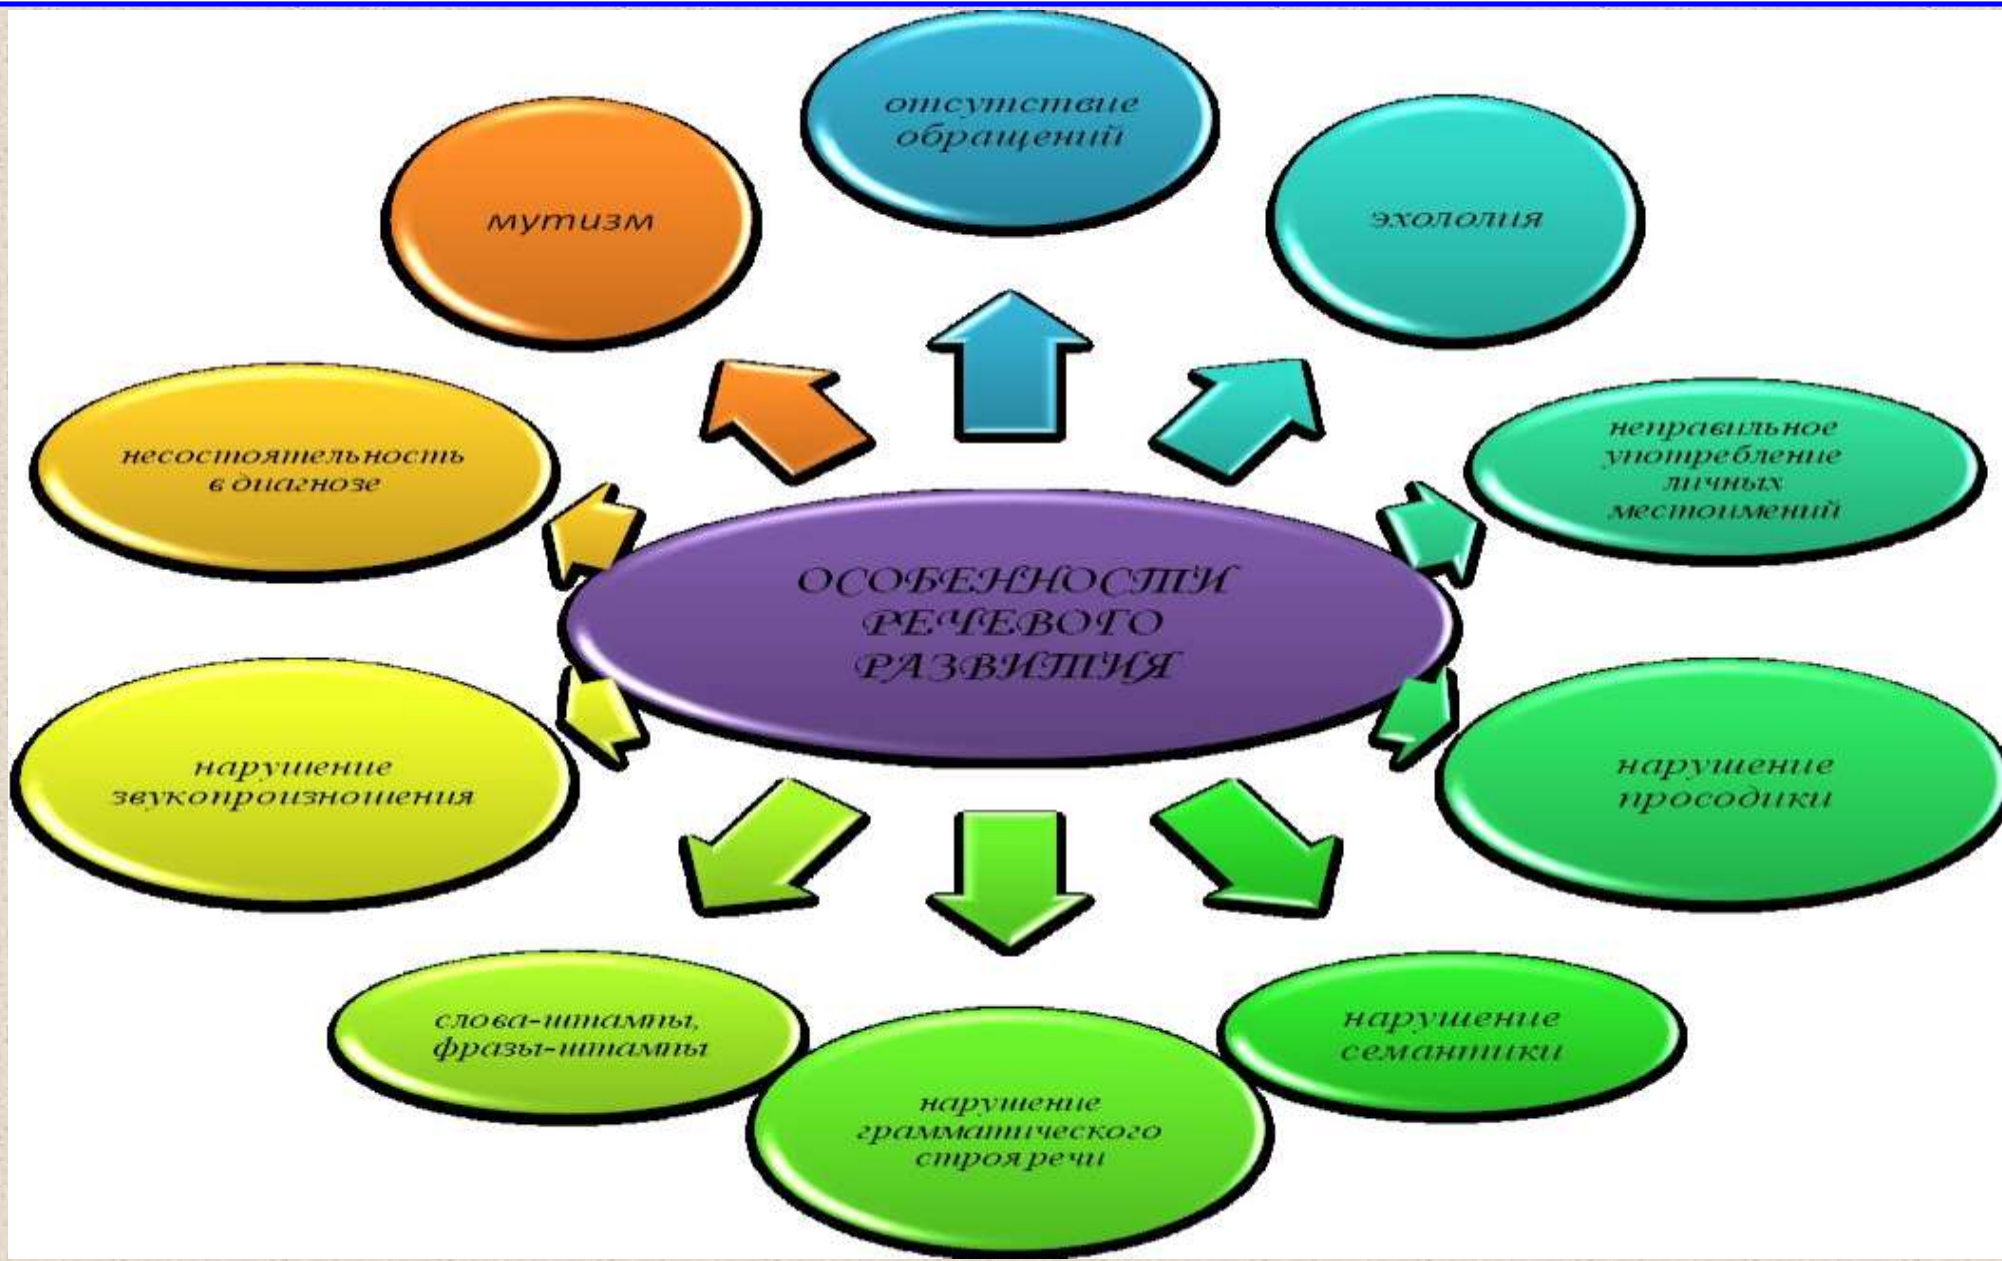 отсутствие
обращений
мутизм
эхололия
неправильное
употребление
личных
местоимений
несостоятельность
в диагнозе
ОСОБЕННОСТИ
РЕЧЕВОГО
РАЗВИТИЯ
нарушение
звукопроизношения
нарушение
просодики
слова-штампы,
фразы-штампы
нарушение
семантики
нарушение
грамматического
строя речи